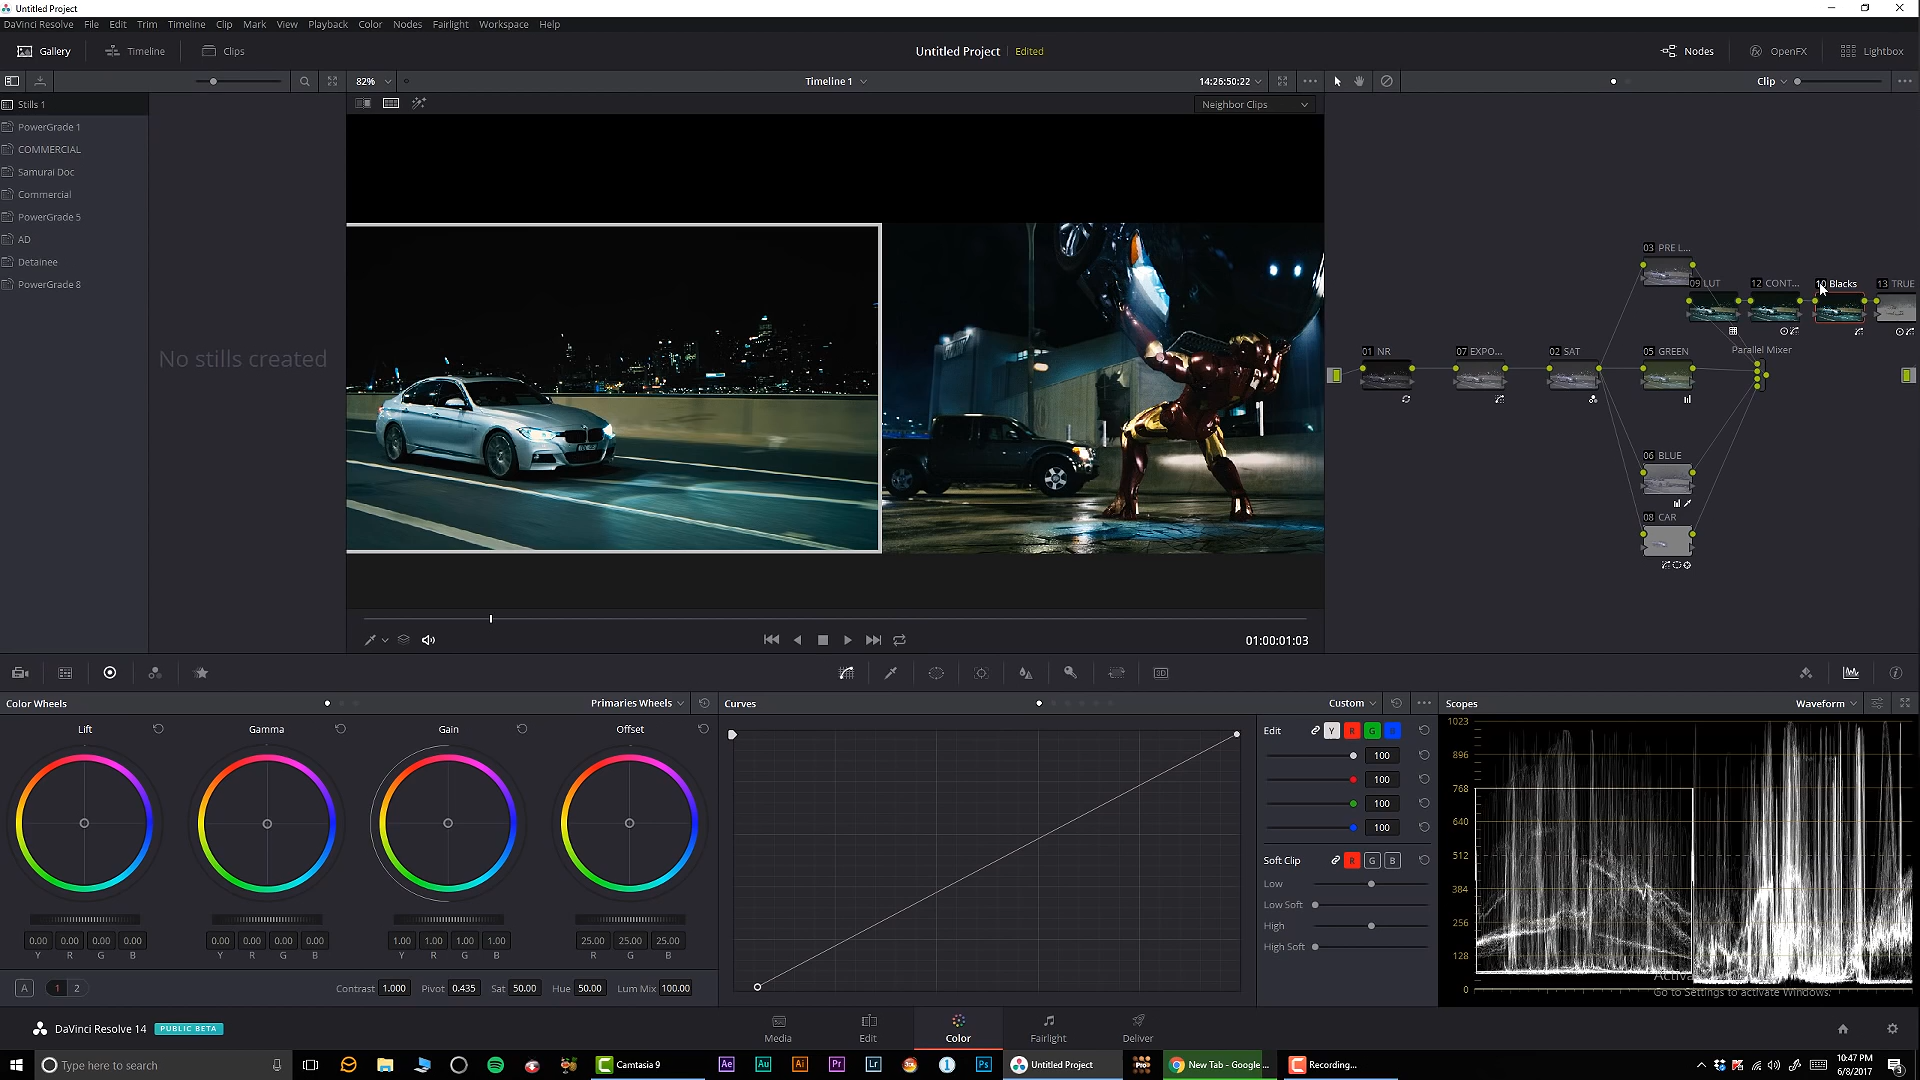 Untitled Project
DaVinci Resolve File Edit Trim Timeline Clip Mark View Playback Color Nodes Fairlight Workspace Help
Gallery Timeline Clips Untitled Project Edited Nodes OpenFX Lightbox
82% Timeline 1 14:26:50:22 Clip
Stills 1 Neighbor Clips
PowerGrade 1
COMMERCIAL
Samurai Doc
Commercial
PowerGrade 5
AD
Detainee
PowerGrade 8
No stills created
03 PRE L...
09 LUT 12 CONT... 10 Blacks 13 TRUE
01 NR 07 EXPO... 02 SAT 05 GREEN Parallel Mixer
06 BLUE
08 CAR
01:00:01:03
Color Wheels Primaries Wheels Curves Custom Scopes Waveform
Lift Gamma Gain Offset
0.00 0.00 0.00 0.00 0.00 0.00 0.00 0.00 1.00 1.00 1.00 1.00 25.00 25.00 25.00
Y R G B Y R G B Y R G B R G B
A 1 2 Contrast 1.000 Pivot 0.435 Sat 50.00 Hue 50.00 Lum Mix 100.00
Edit Y R G B
100
100
100
100
Soft Clip R G B
Low
Low Soft
High
High Soft
1023
896
768
640
512
384
256
128
0
Go to Settings to activate Windows.
DaVinci Resolve 14 PUBLIC BETA Media Edit Color Fairlight Deliver
Type here to search Camtasia 9 Ae Au Ai Pr Lr Ps Untitled Project New Tab - Google ... Recording...
10:47 PM
6/8/2017